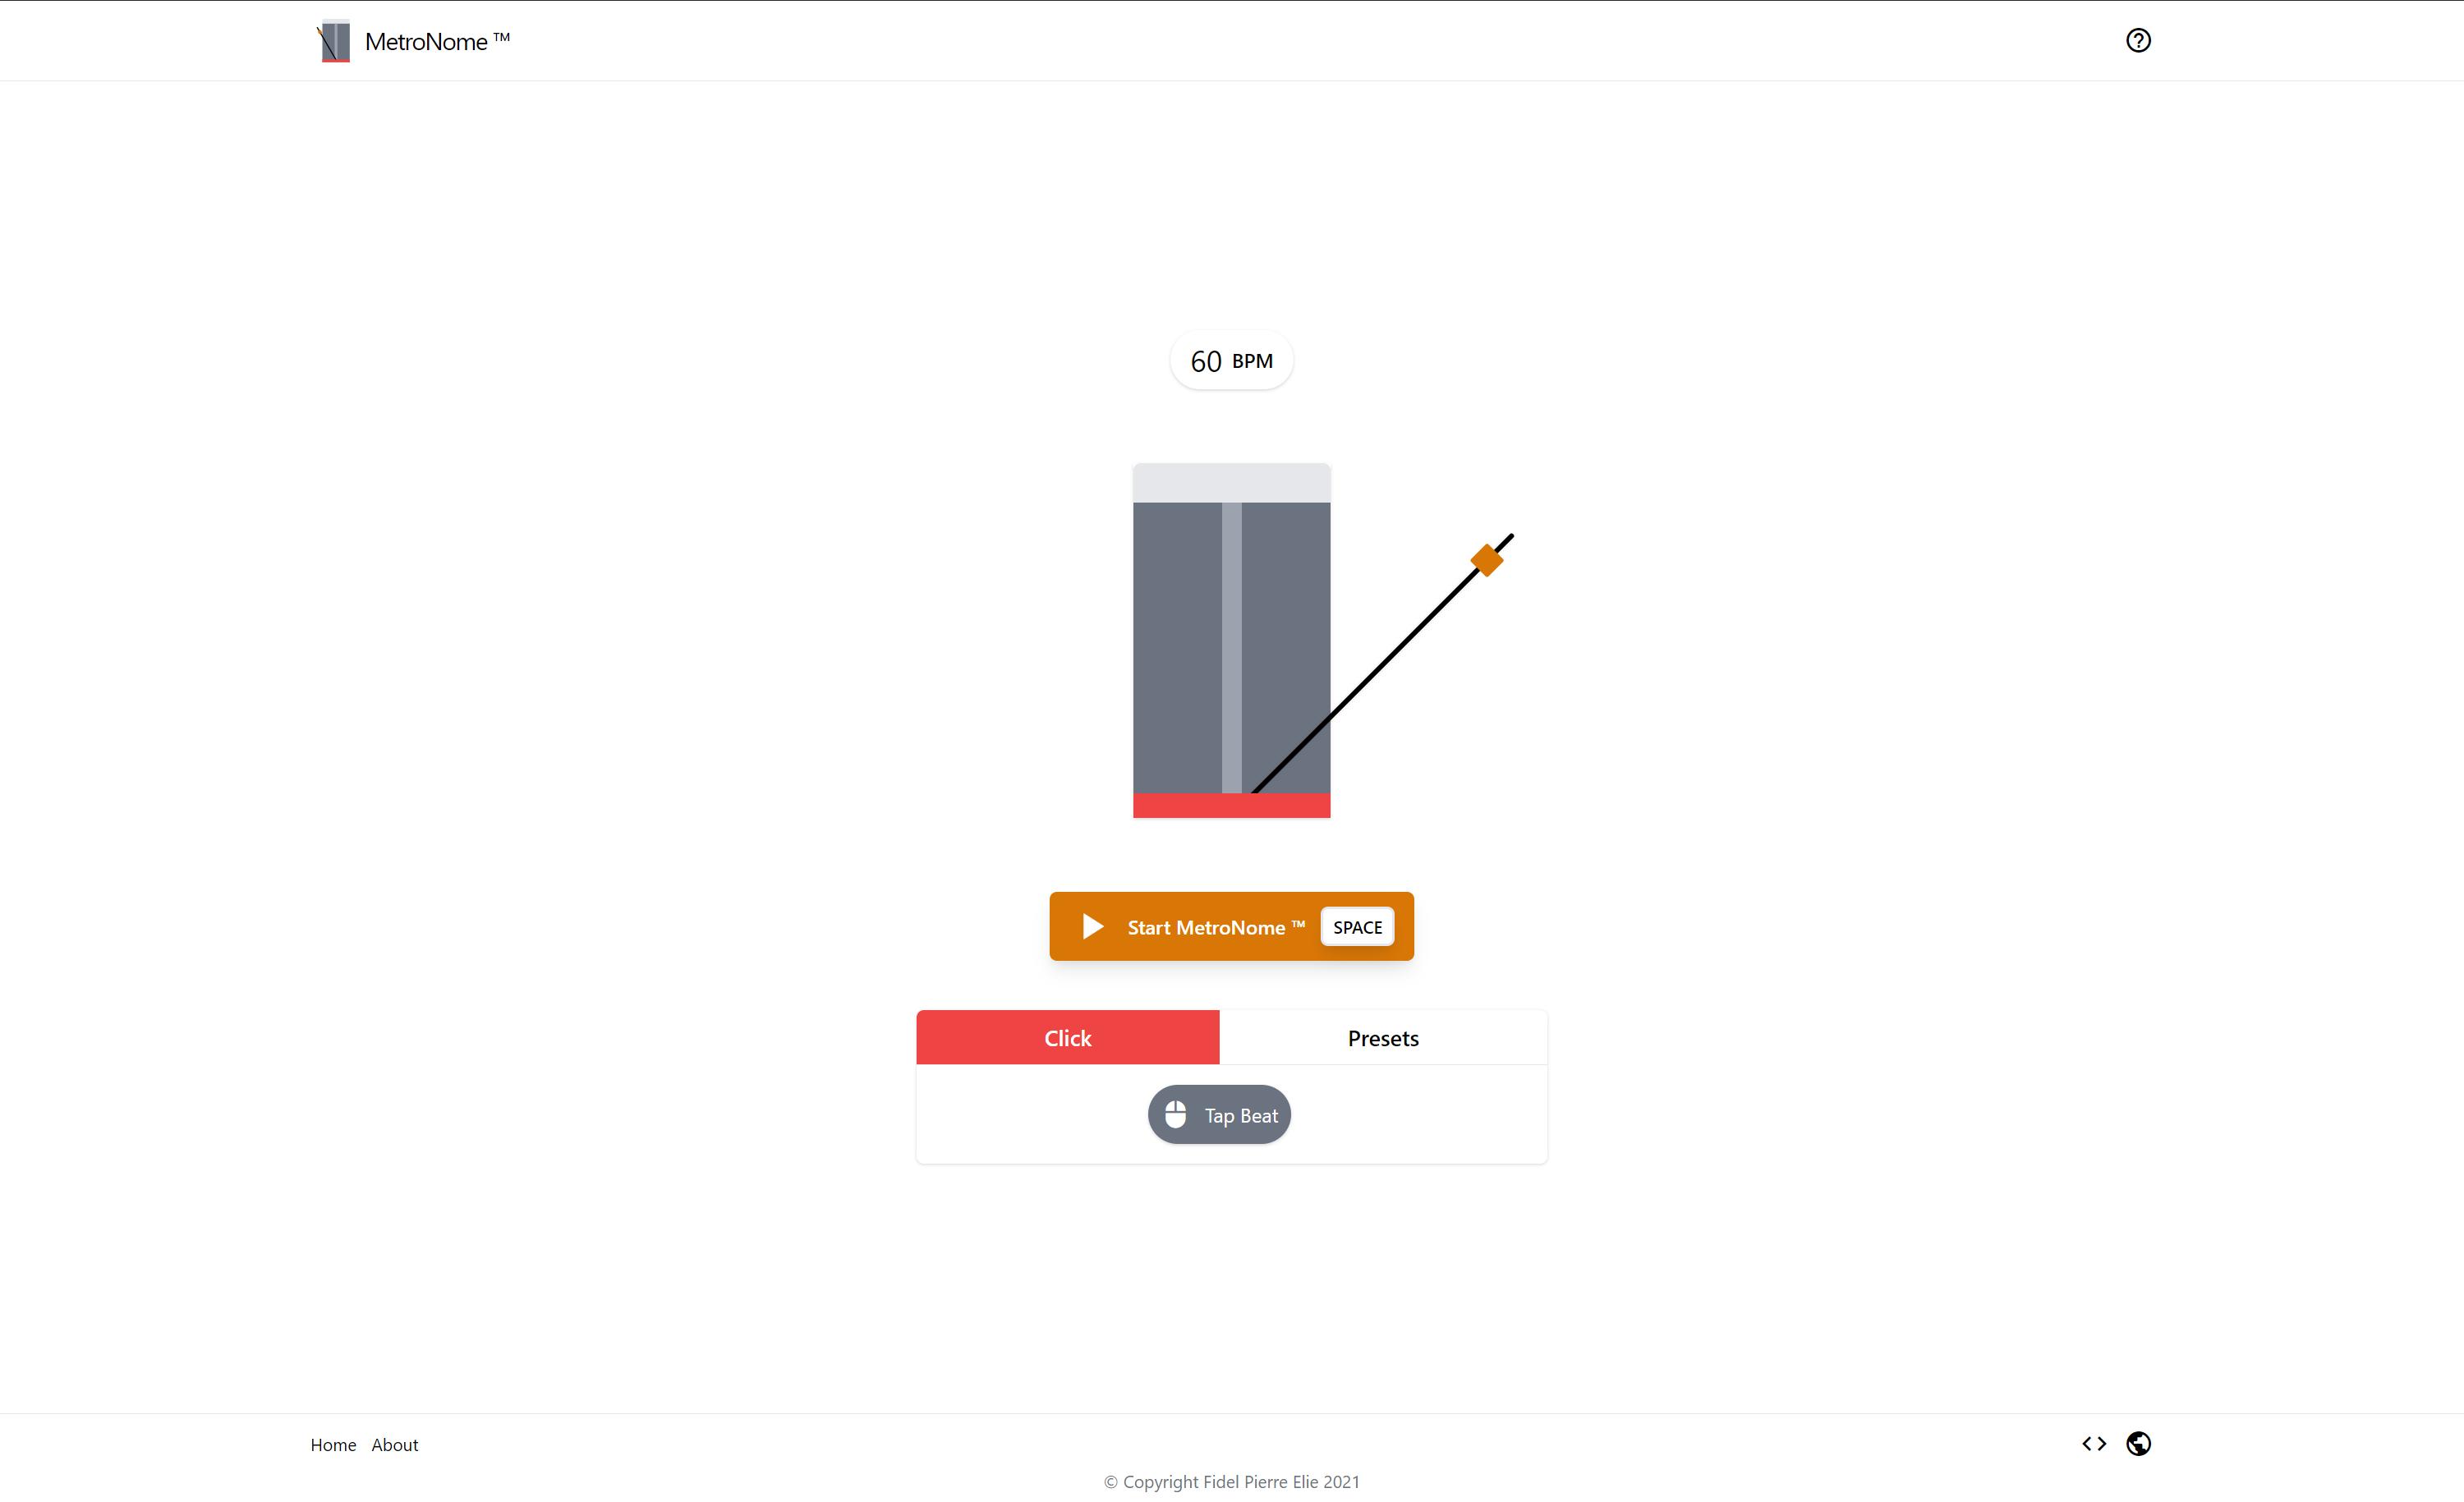 MetroNome ™
60 BPM
Start MetroNome ™ SPACE
Click Presets
Tap Beat
Home About
© Copyright Fidel Pierre Elie 2021